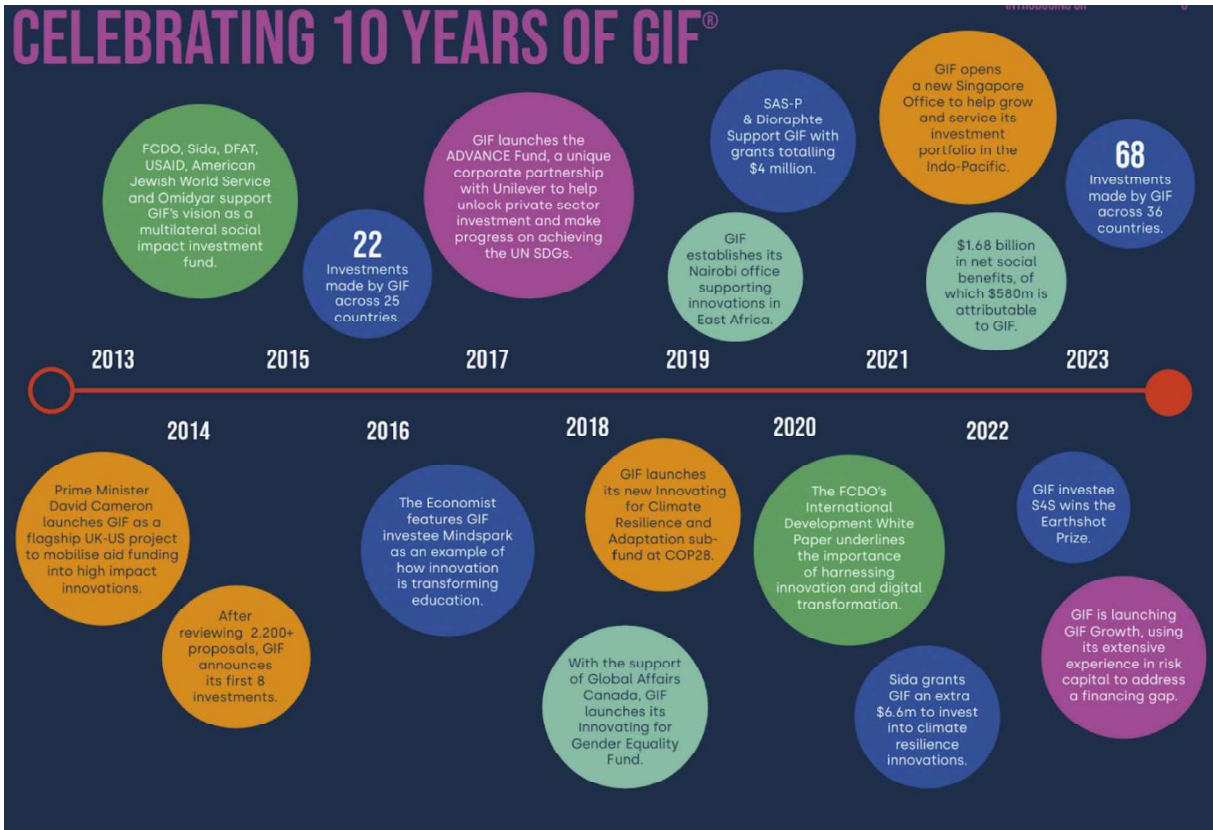 INTRODUCING GIF
CELEBRATING 10 YEARS OF GIF®
FCDO, Sida, DFAT,
USAID, American
Jewish World Service
and Omidyar support
GIF's vision as a
multilateral social
impact investment
fund.
22
Investments
made by GIF
across 25
countries.
GIF launches the
ADVANCE Fund, a unique
corporate partnership
with Unilever to help
unlock private sector
investment and make
progress on achieving
the UN SDGs.
SAS-P
& Dioraphte
Support GIF with
grants totalling
$4 million.
GIF
establishes its
Nairobi office
supporting
innovations in
East Africa.
GIF opens
a new Singapore
Office to help grow
and service its
investment
portfolio in the
Indo-Pacific.
$1.68 billion
in net social
benefits, of
which $580m is
attributable
to GIF.
68
Investments
made by GIF
across 36
countries.
2013
2015
2017
2019
2021
2023
2014
2016
2018
2020
2022
Prime Minister
David Cameron
launches GIF as a
flagship UK-US project
to mobilise aid funding
into high impact
innovations.
After
reviewing 2.200+
proposals, GIF
announces
its first 8
investments.
The Economist
features GIF
investee Mindspark
as an example of
how innovation
is transforming
education.
GIF launches
its new Innovating
for Climate
Resilience and
Adaptation sub-
fund at COP28.
With the support
of Global Affairs
Canada, GIF
launches its
Innovating for
Gender Equality
Fund.
The FCDO's
International
Development White
Paper underlines
the importance
of harnessing
innovation and digital
transformation.
Sida grants
GIF an extra
$6.6m to invest
into climate
resilience
innovations.
GIF investee
S4S wins the
Earthshot
Prize.
GIF is launching
GIF Growth, using
its extensive
experience in risk
capital to address
a financing gap.